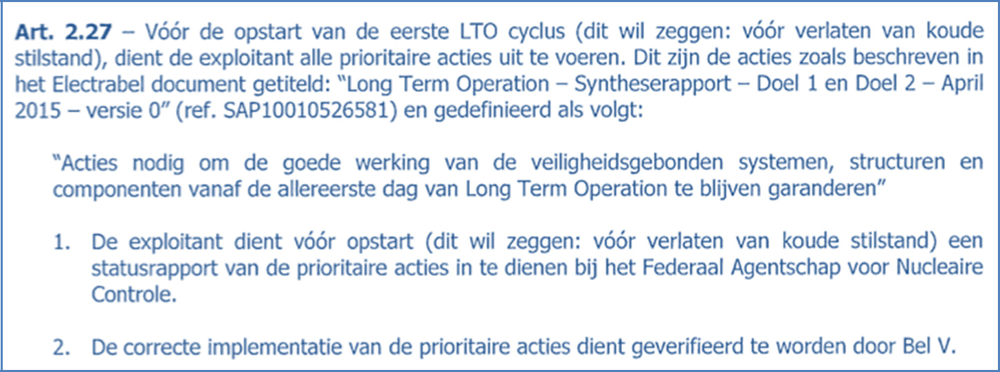 Art. 2.27 – Vóór de opstart van de eerste LTO cyclus (dit wil zeggen: vóór verlaten van koude
stilstand), dient de exploitant alle prioritaire acties uit te voeren. Dit zijn de acties zoals beschreven in
het Electrabel document getiteld: “Long Term Operation – Syntheserapport – Doel 1 en Doel 2 – April
2015 – versie 0” (ref. SAP10010526581) en gedefinieerd als volgt:
“Acties nodig om de goede werking van de veiligheidsgebonden systemen, structuren en
componenten vanaf de allereerste dag van Long Term Operation te blijven garanderen”
1. De exploitant dient vóór opstart (dit wil zeggen: vóór verlaten van koude stilstand) een
statusrapport van de prioritaire acties in te dienen bij het Federaal Agentschap voor Nucleaire
Controle.
2. De correcte implementatie van de prioritaire acties dient geverifieerd te worden door Bel V.